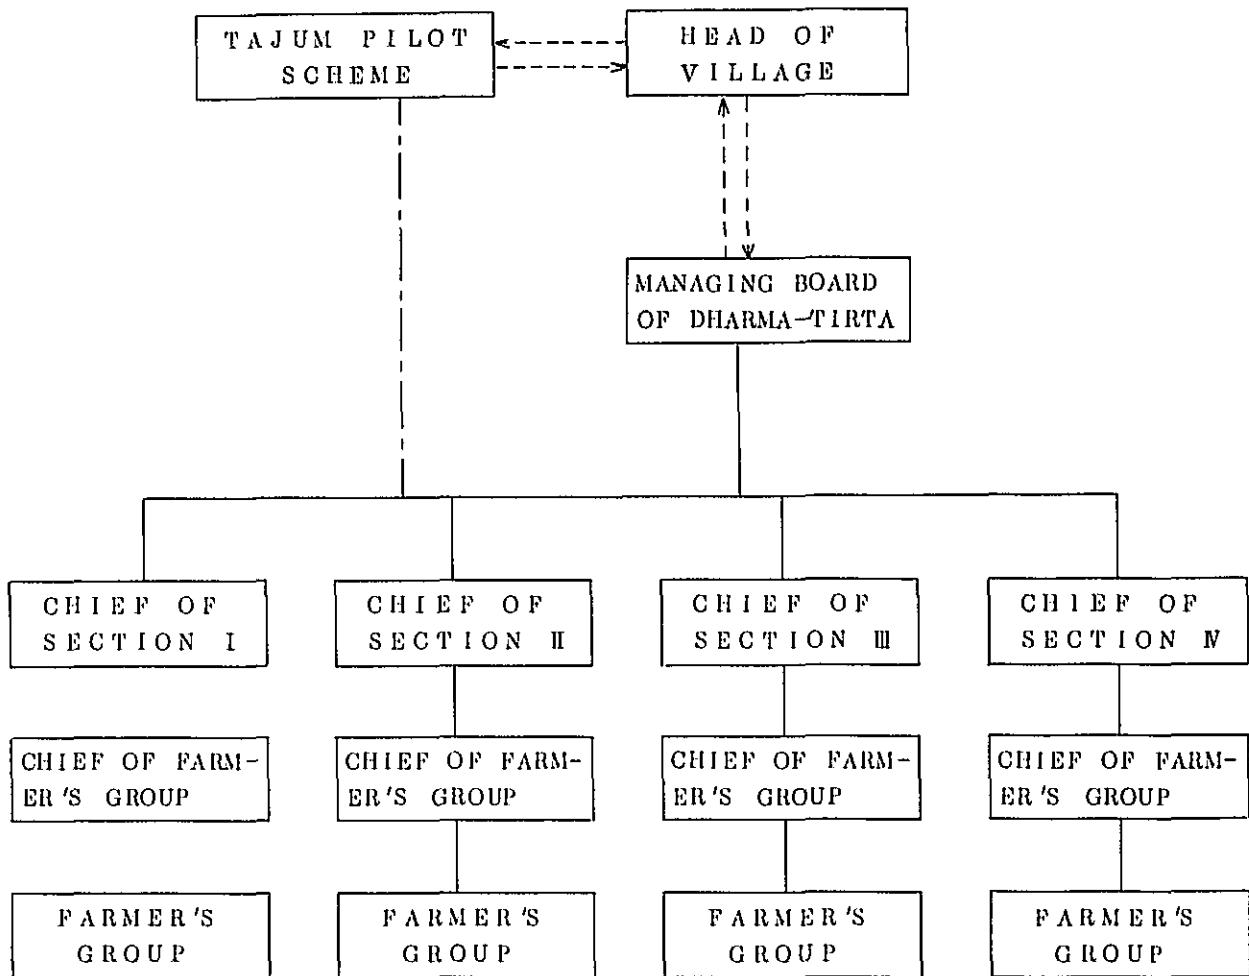 TAJUM PILOT
SCHEME
HEAD OF
VILLAGE
MANAGING BOARD
OF DHARMA-TIRTA
CHIEF OF
SECTION I
CHIEF OF
SECTION II
CHIEF OF
SECTION III
CHIEF OF
SECTION IV
CHIEF OF FARM-
ER'S GROUP
CHIEF OF FARM-
ER'S GROUP
CHIEF OF FARM-
ER'S GROUP
CHIEF OF FARM-
ER'S GROUP
FARMER'S
GROUP
FARMER'S
GROUP
FARMER'S
GROUP
FARMER'S
GROUP